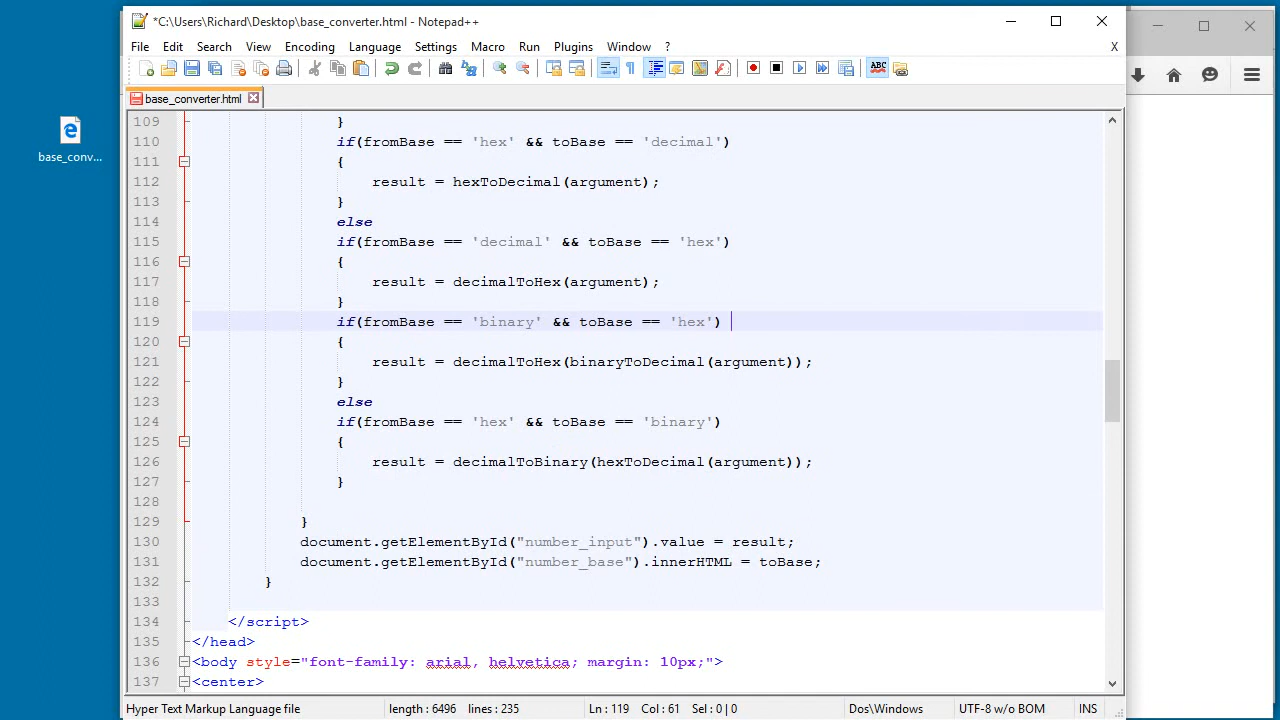 *C:\Users\Richard\Desktop\base_converter.html - Notepad++
File Edit Search View Encoding Language Settings Macro Run Plugins Window ? X
ABC
base_converter.html
base_conv...
109 }
110 if(fromBase == 'hex' && toBase == 'decimal')
111 {
112 result = hexToDecimal(argument);
113 }
114 else
115 if(fromBase == 'decimal' && toBase == 'hex')
116 {
117 result = decimalToHex(argument);
118 }
119 if(fromBase == 'binary' && toBase == 'hex')
120 {
121 result = decimalToHex(binaryToDecimal(argument));
122 }
123 else
124 if(fromBase == 'hex' && toBase == 'binary')
125 {
126 result = decimalToBinary(hexToDecimal(argument));
127 }
128
129 }
130 document.getElementById("number_input").value = result;
131 document.getElementById("number_base").innerHTML = toBase;
132 }
133
134 </script>
135 </head>
136 <body style="font-family: arial, helvetica; margin: 10px;">
137 <center>
Hyper Text Markup Language file length : 6496 lines : 235 Ln : 119 Col : 61 Sel : 0 | 0 Dos\Windows UTF-8 w/o BOM INS